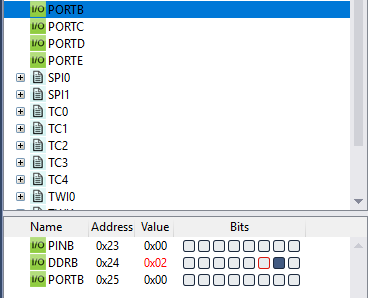 I/O PORTB
I/O PORTC
I/O PORTD
I/O PORTE
SPI0
SPI1
TC0
TC1
TC2
TC3
TC4
TWI0
Name Address Value Bits
I/O PINB 0x23 0x00
I/O DDRB 0x24 0x02
I/O PORTB 0x25 0x00